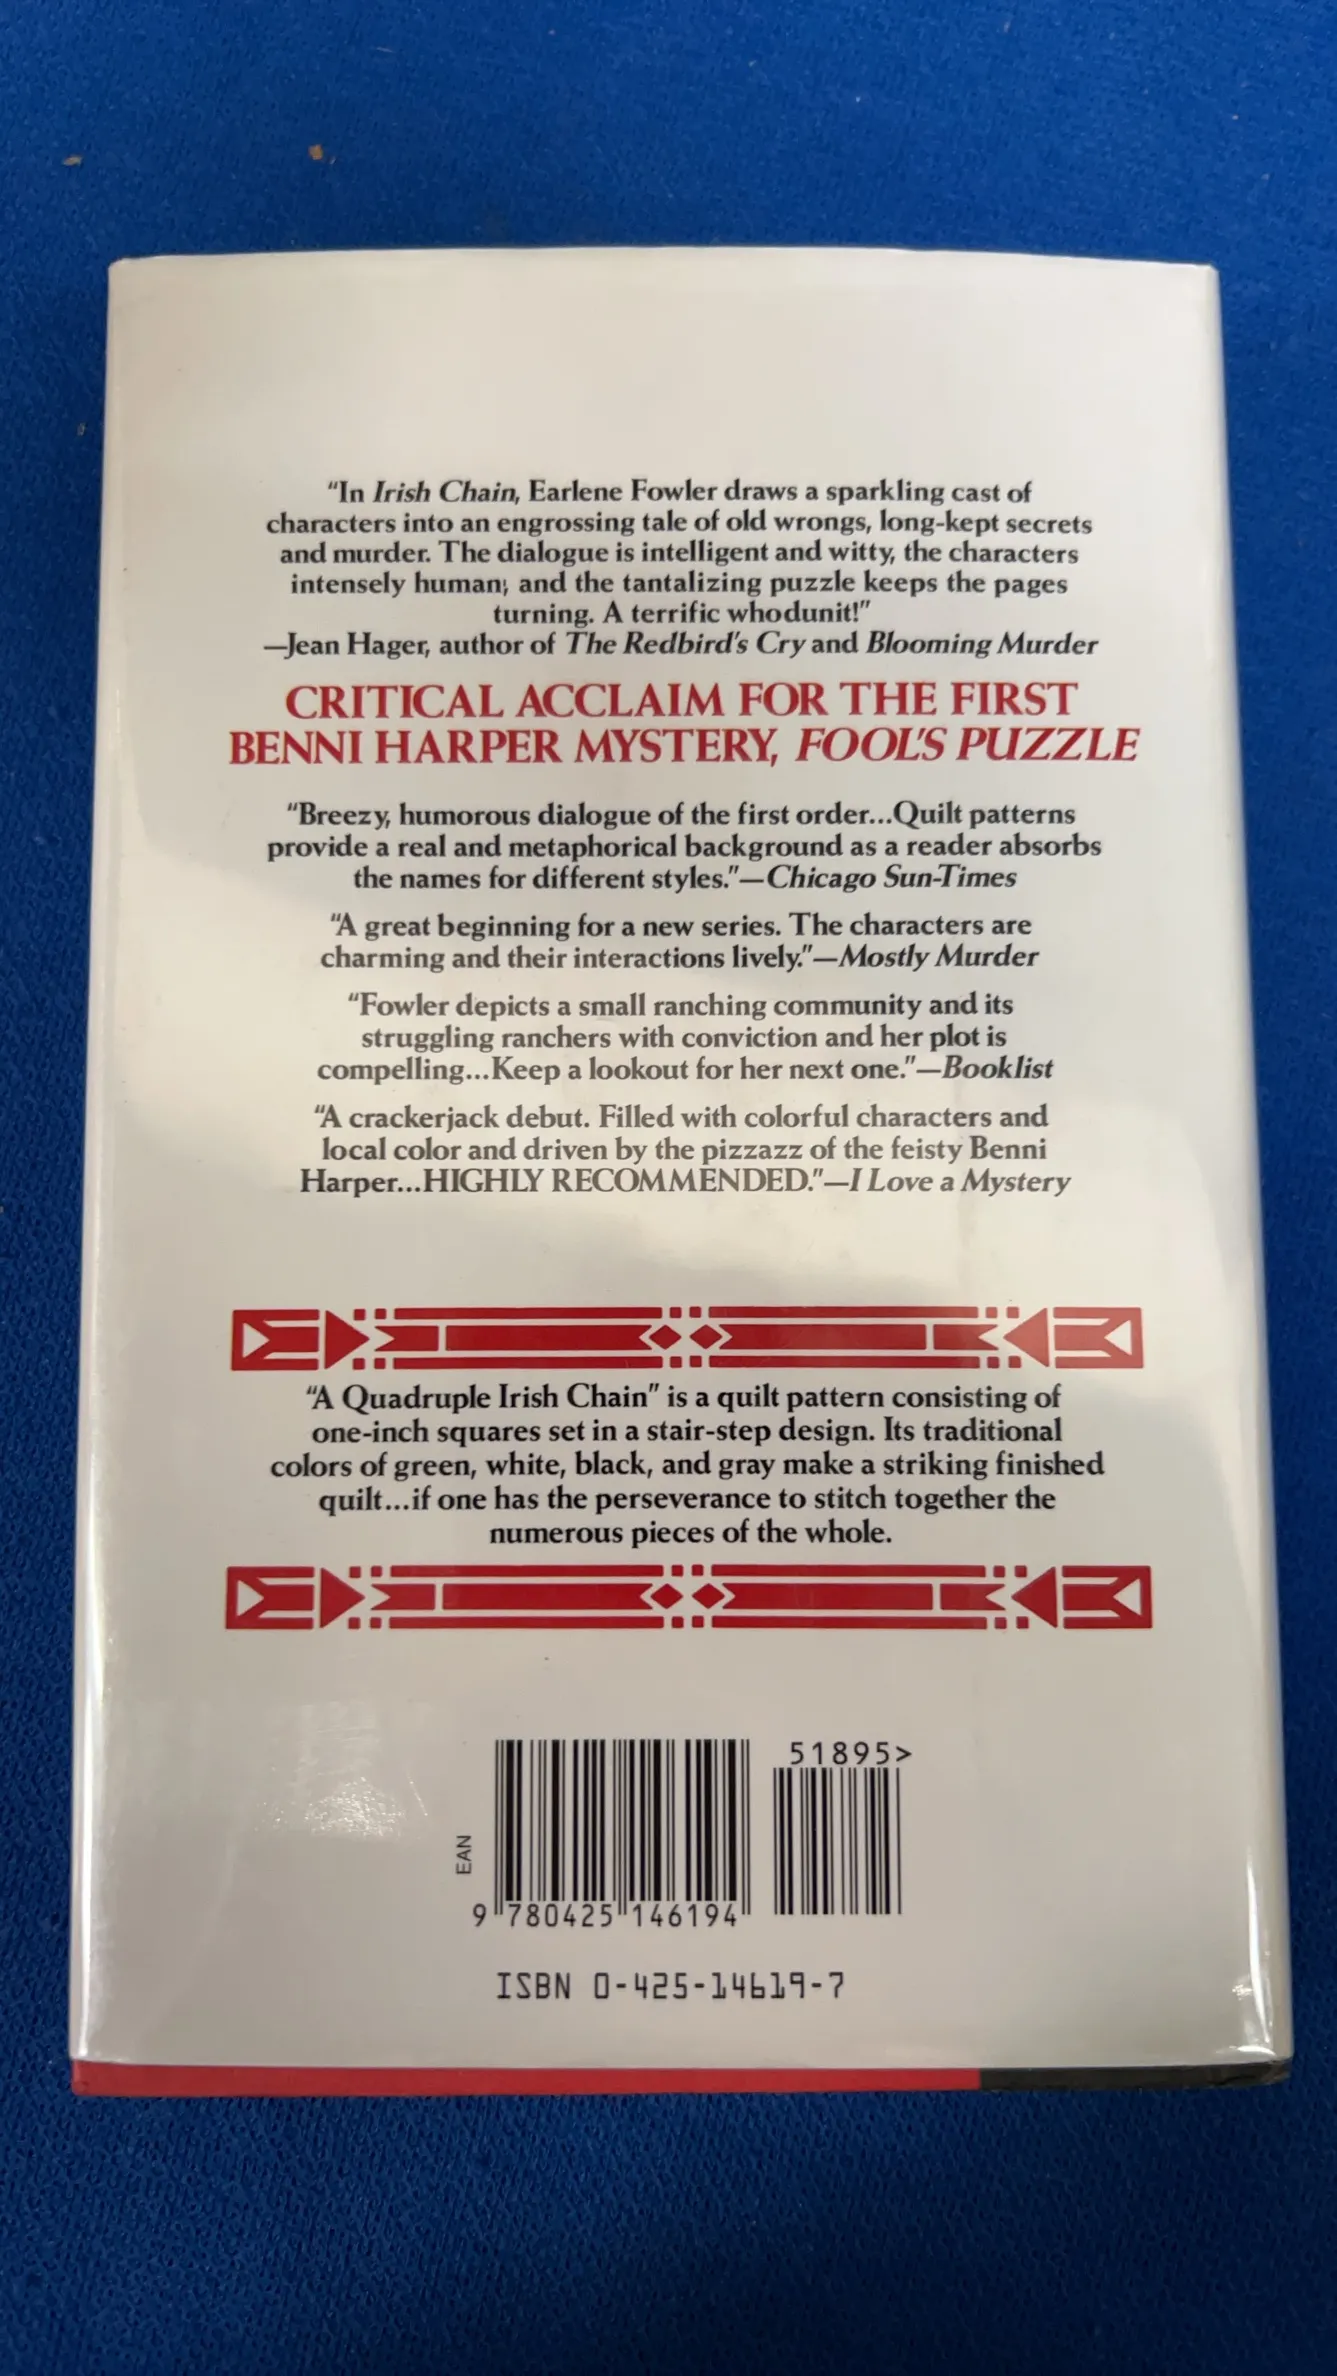 “In Irish Chain, Earlene Fowler draws a sparkling cast of
characters into an engrossing tale of old wrongs, long-kept secrets
and murder. The dialogue is intelligent and witty, the characters
intensely human; and the tantalizing puzzle keeps the pages
turning. A terrific whodunit!”
—Jean Hager, author of The Redbird's Cry and Blooming Murder
CRITICAL ACCLAIM FOR THE FIRST
BENNI HARPER MYSTERY, FOOL'S PUZZLE
“Breezy, humorous dialogue of the first order...Quilt patterns
provide a real and metaphorical background as a reader absorbs
the names for different styles.”—Chicago Sun-Times
“A great beginning for a new series. The characters are
charming and their interactions lively.”—Mostly Murder
“Fowler depicts a small ranching community and its
struggling ranchers with conviction and her plot is
compelling...Keep a lookout for her next one.”—Booklist
“A crackerjack debut. Filled with colorful characters and
local color and driven by the pizzazz of the feisty Benni
Harper...HIGHLY RECOMMENDED.”—I Love a Mystery
“A Quadruple Irish Chain” is a quilt pattern consisting of
one-inch squares set in a stair-step design. Its traditional
colors of green, white, black, and gray make a striking finished
quilt...if one has the perseverance to stitch together the
numerous pieces of the whole.
51895>
EAN
9 780425 146194
ISBN 0-425-14619-7